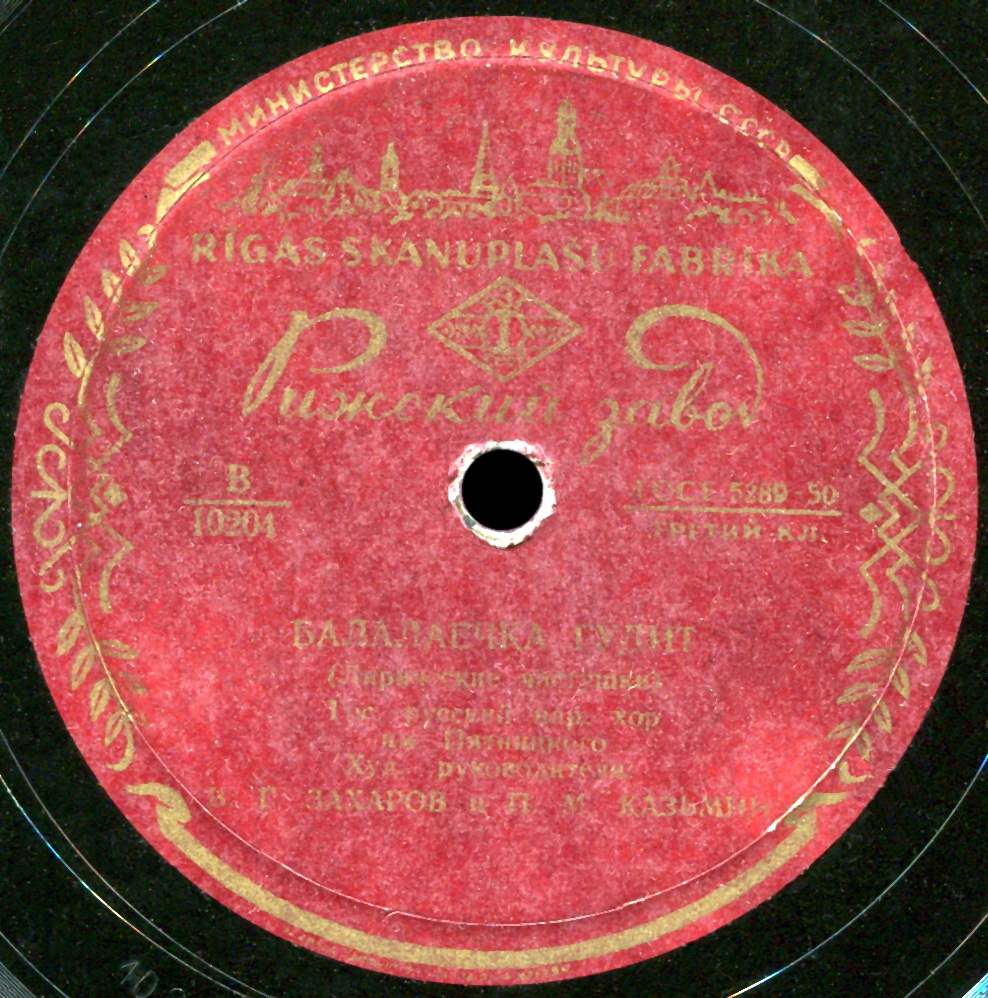 МИНИСТЕРСТВО КУЛЬТУРЫ СССР
RĪGAS SKAŅUPLAŠU FABRIKA
Рижский завод
В
10204
ГОСТ 5289-50
ТРЕТИЙ КЛ.
БАЛАЛАЕЧКА ГУДИТ
(Лирические частушки)
Гос. русский нар. хор
им. Пятницкого
Худ. руководители:
В. Г. ЗАХАРОВ и П. М. КАЗЬМИН
10